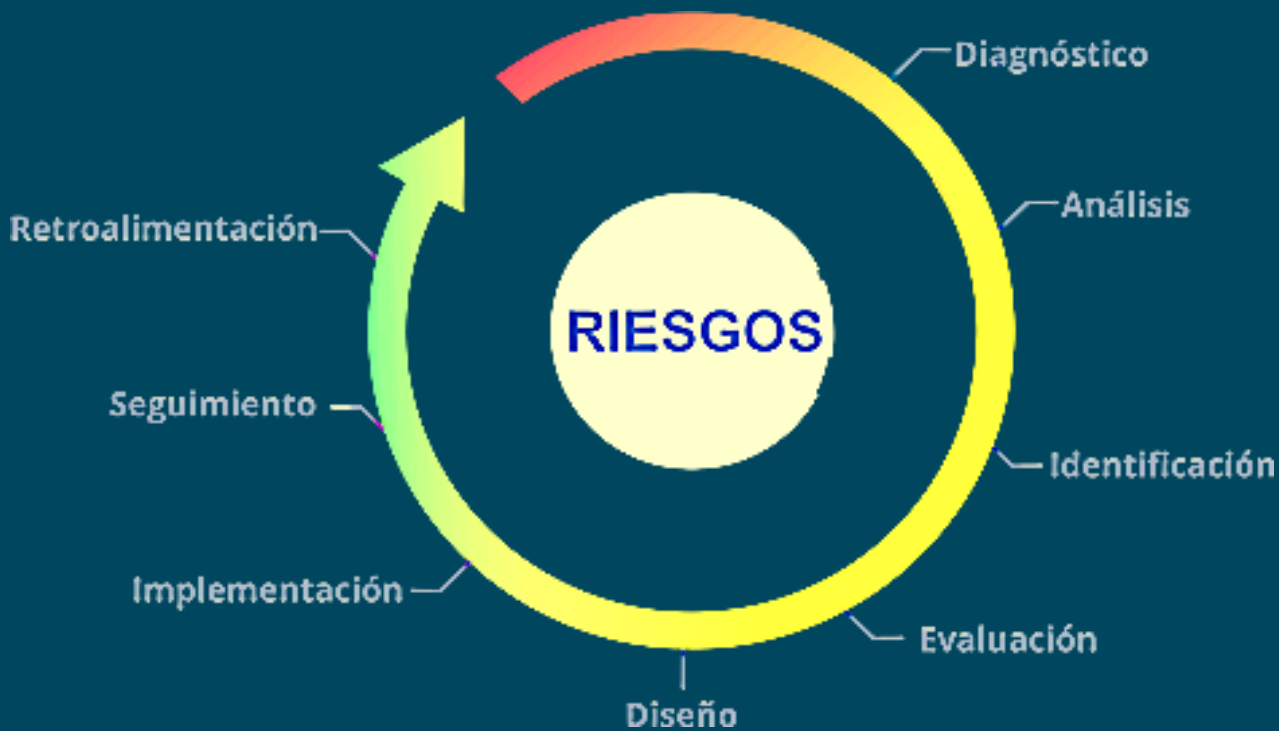 Diagnóstico
Análisis
Identificación
Evaluación
Diseño
Implementación
Seguimiento
Retroalimentación
RIESGOS